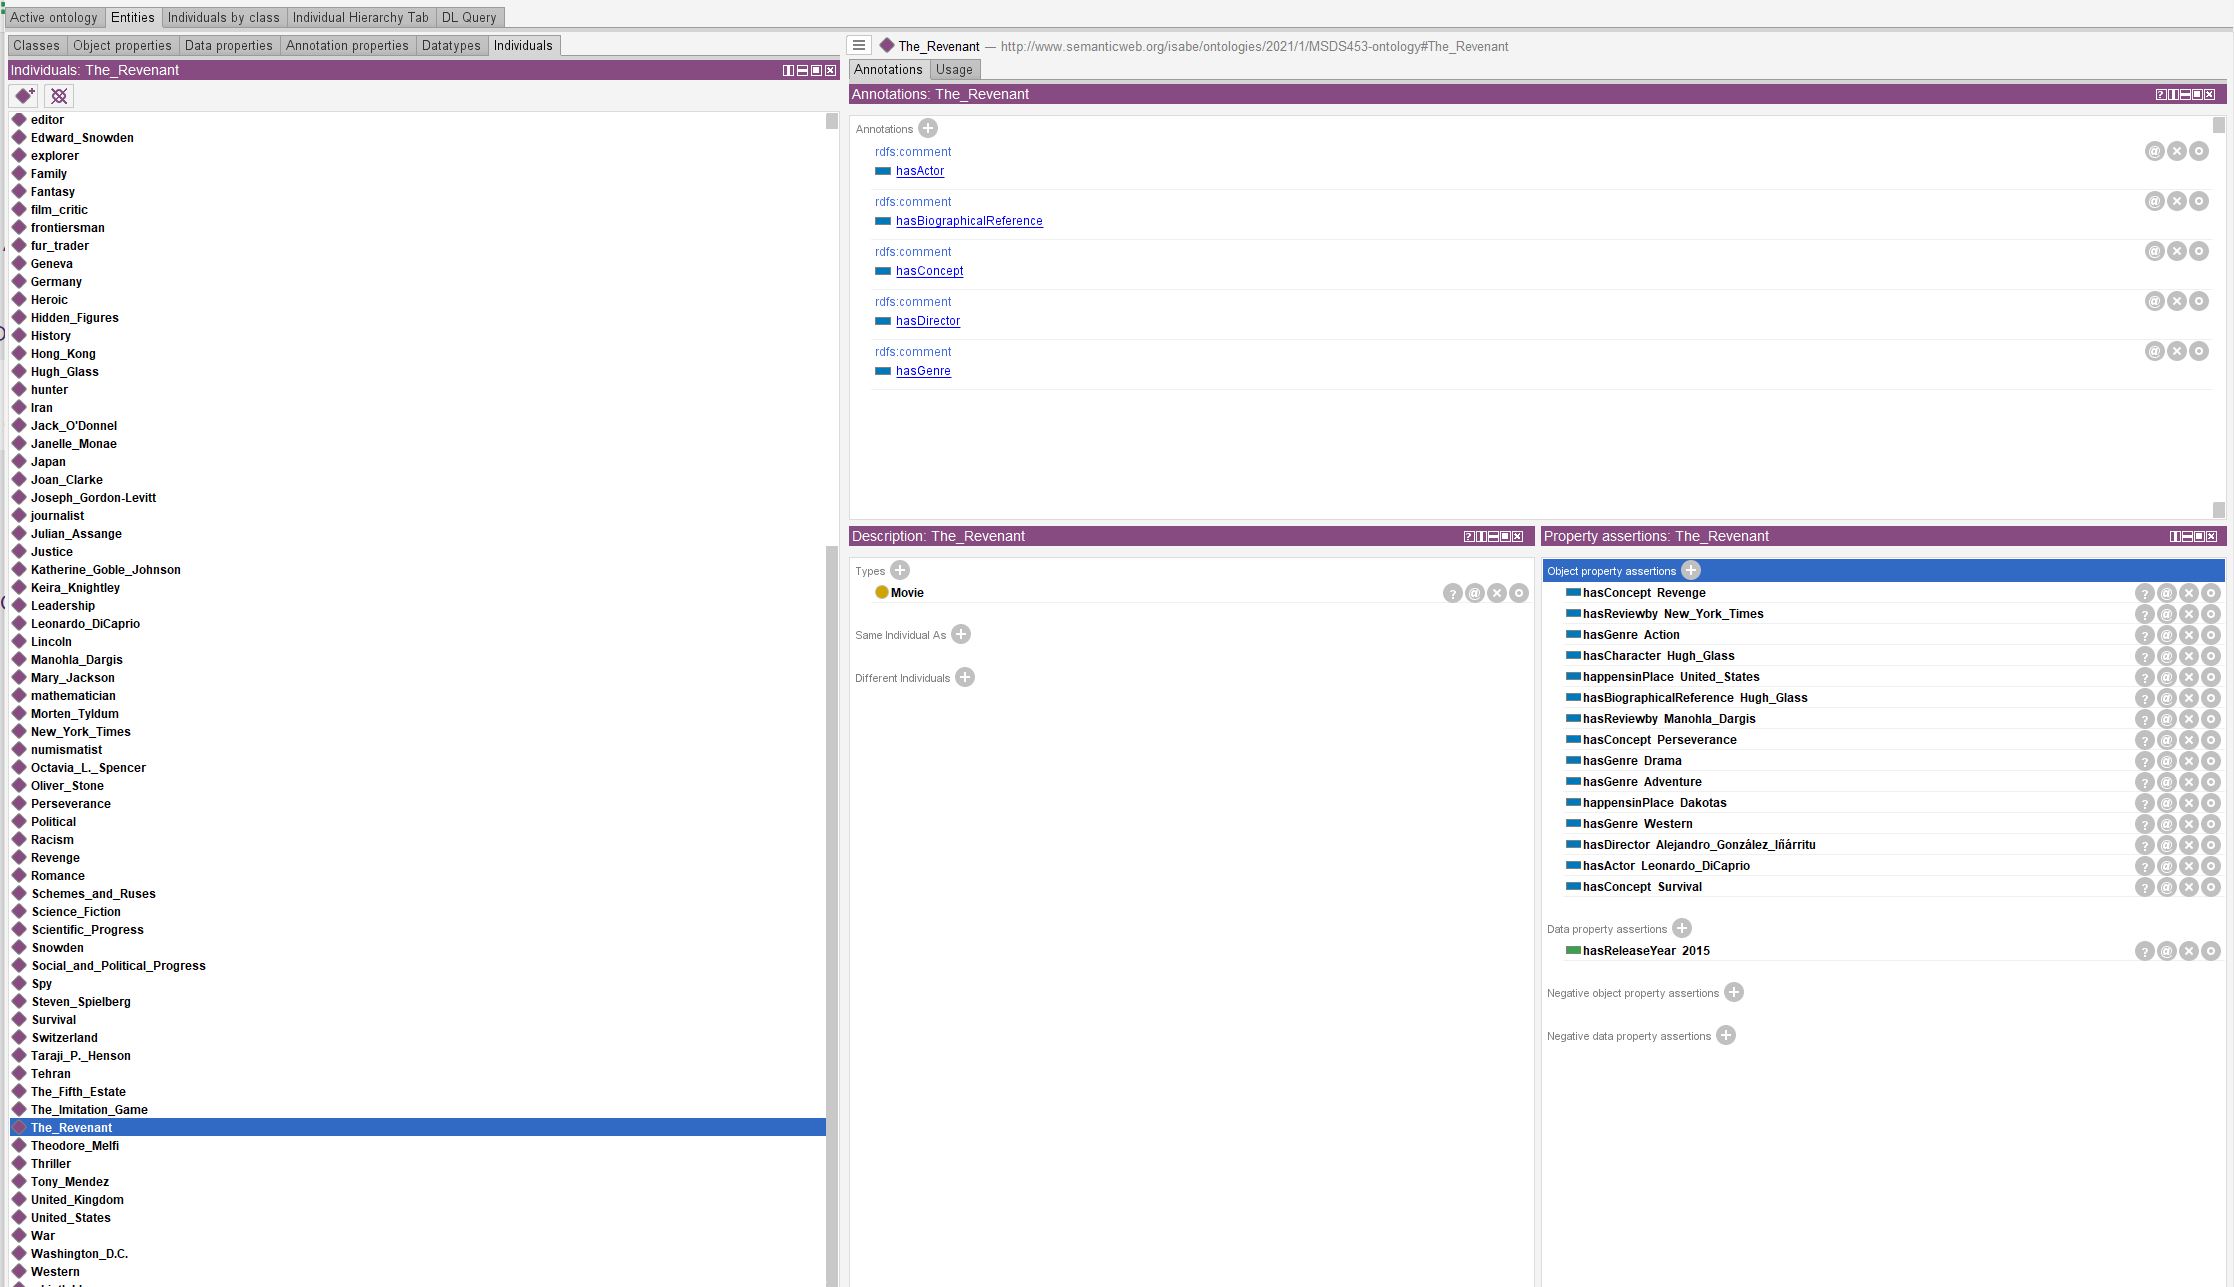 Active ontology Entities Individuals by class Individual Hierarchy Tab DL Query
Classes Object properties Data properties Annotation properties Datatypes Individuals
Individuals: The_Revenant
editor
Edward_Snowden
explorer
Family
Fantasy
film_critic
frontiersman
fur_trader
Geneva
Germany
Heroic
Hidden_Figures
History
Hong_Kong
Hugh_Glass
hunter
Iran
Jack_O'Donnel
Janelle_Monae
Japan
Joan_Clarke
Joseph_Gordon-Levitt
journalist
Julian_Assange
Justice
Katherine_Goble_Johnson
Keira_Knightley
Leadership
Leonardo_DiCaprio
Lincoln
Manohla_Dargis
Mary_Jackson
mathematician
Morten_Tyldum
New_York_Times
numismatist
Octavia_L._Spencer
Oliver_Stone
Perseverance
Political
Racism
Revenge
Romance
Schemes_and_Ruses
Science_Fiction
Scientific_Progress
Snowden
Social_and_Political_Progress
Spy
Steven_Spielberg
Survival
Switzerland
Taraji_P._Henson
Tehran
The_Fifth_Estate
The_Imitation_Game
The_Revenant
Theodore_Melfi
Thriller
Tony_Mendez
United_Kingdom
United_States
War
Washington_D.C.
Western
The_Revenant — http://www.semanticweb.org/isabe/ontologies/2021/1/MSDS453-ontology#The_Revenant
Annotations Usage
Annotations: The_Revenant
Annotations
rdfs:comment
hasActor
rdfs:comment
hasBiographicalReference
rdfs:comment
hasConcept
rdfs:comment
hasDirector
rdfs:comment
hasGenre
Description: The_Revenant
Types
Movie
Same Individual As
Different Individuals
Property assertions: The_Revenant
Object property assertions
hasConcept Revenge
hasReviewby New_York_Times
hasGenre Action
hasCharacter Hugh_Glass
happensinPlace United_States
hasBiographicalReference Hugh_Glass
hasReviewby Manohla_Dargis
hasConcept Perseverance
hasGenre Drama
hasGenre Adventure
happensinPlace Dakotas
hasGenre Western
hasDirector Alejandro_González_Iñárritu
hasActor Leonardo_DiCaprio
hasConcept Survival
Data property assertions
hasReleaseYear 2015
Negative object property assertions
Negative data property assertions